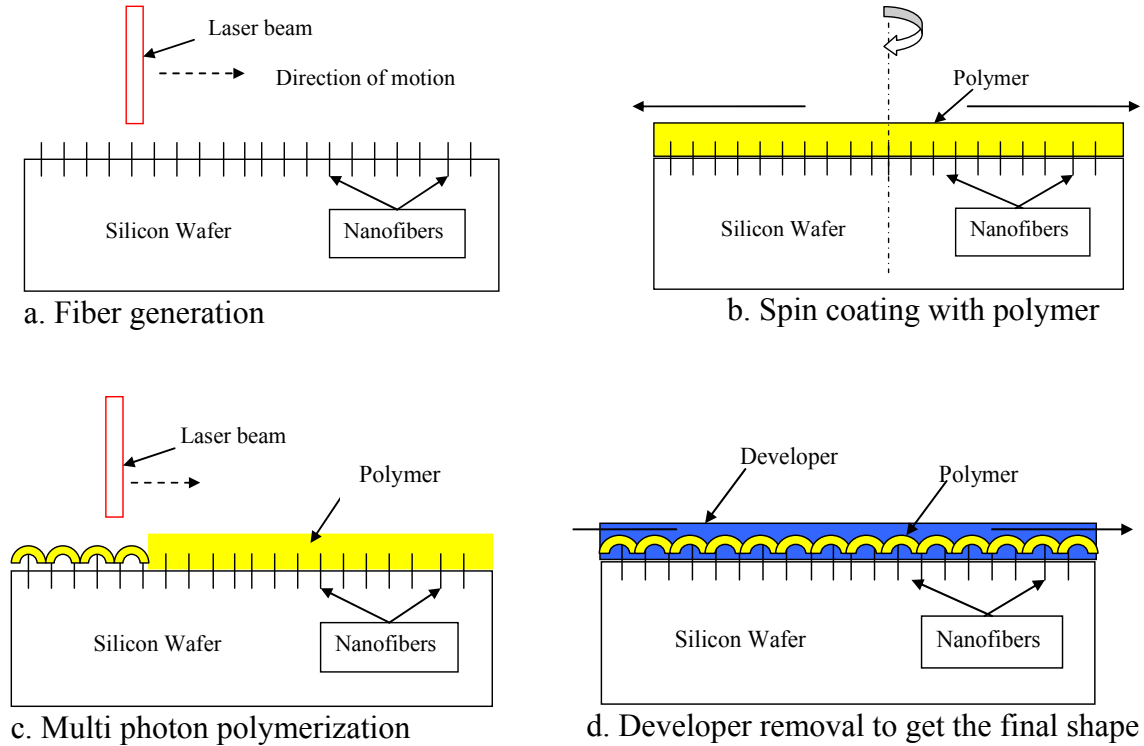 Laser beam
Direction of motion
Silicon Wafer
Nanofibers
a. Fiber generation
Polymer
Silicon Wafer
Nanofibers
b. Spin coating with polymer
Laser beam
Polymer
Silicon Wafer
Nanofibers
c. Multi photon polymerization
Developer
Polymer
Silicon Wafer
Nanofibers
d. Developer removal to get the final shape